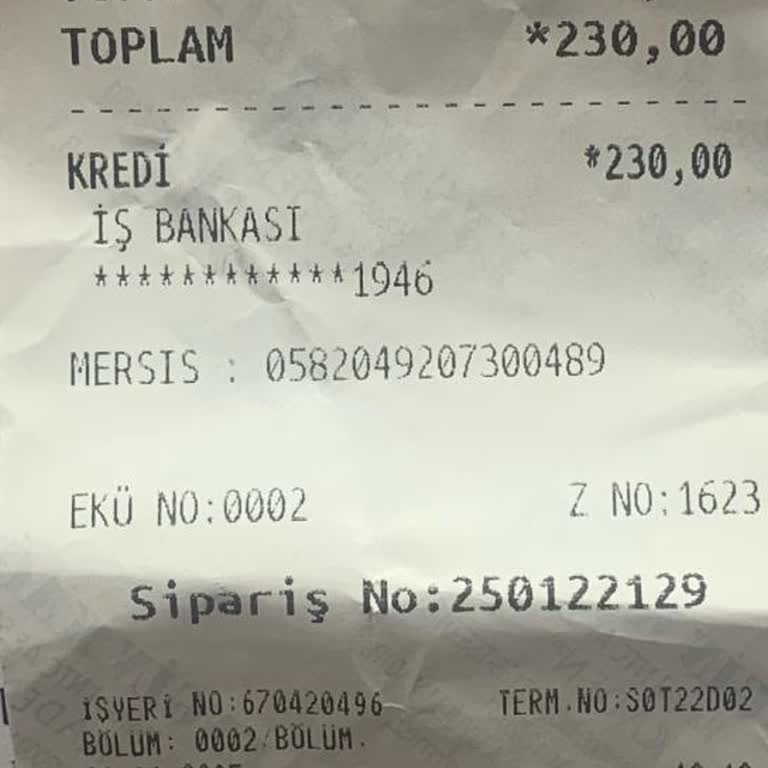 TOPLAM *230,00
KREDİ *230,00
İŞ BANKASI
************1946
MERSIS : 0582049207300489
EKÜ NO:0002 Z NO:1623
Sipariş No:250122129
İŞYERİ NO:670420496 TERM.NO:S0T22D02
BÖLÜM: 0002 BÖLÜM.